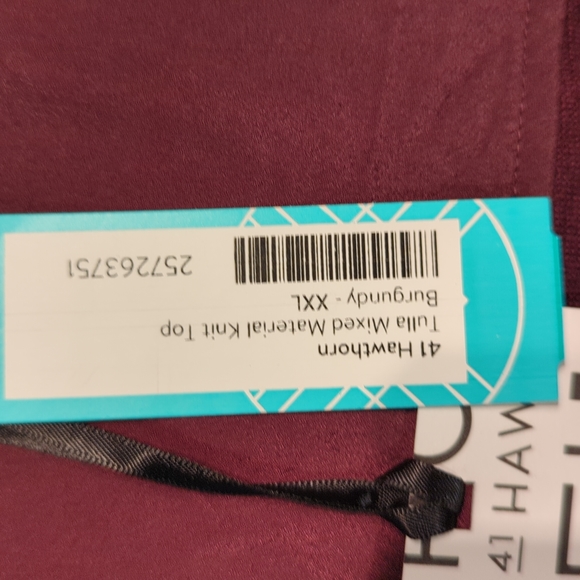 41 Hawthorn
Tulla Mixed Material Knit Top
Burgundy - XXL
257263751
41 HAW